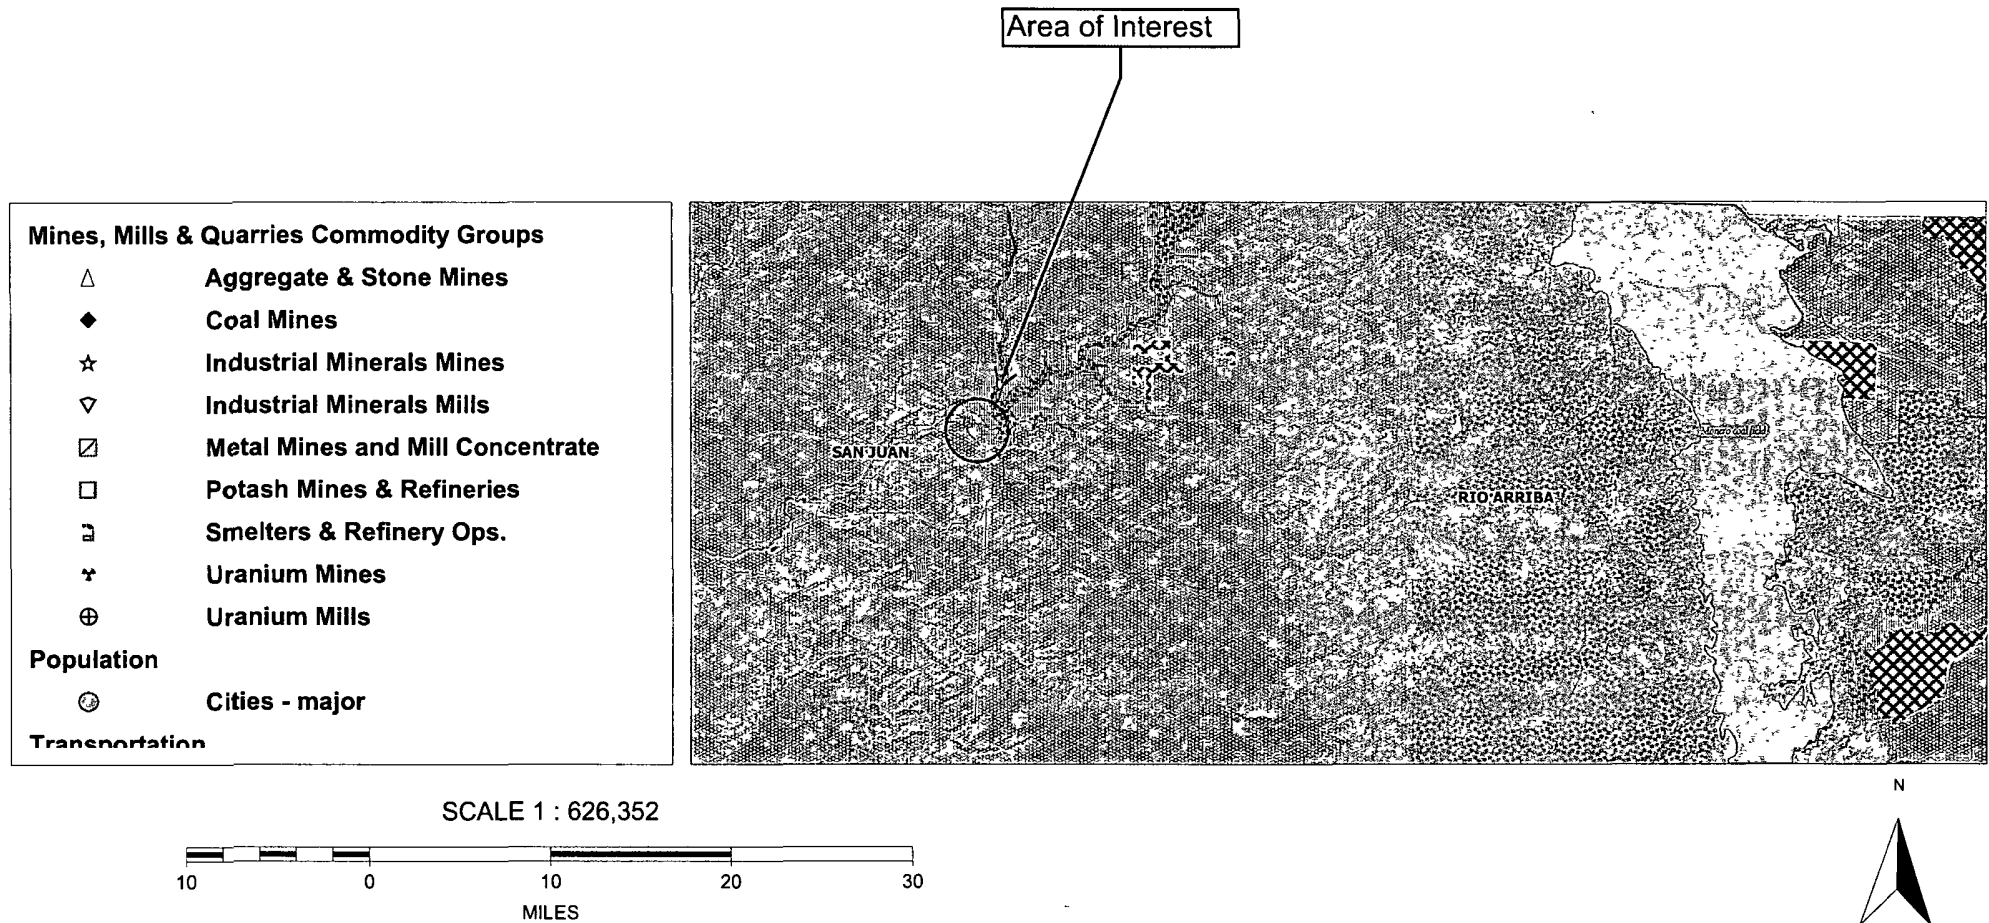 Area of Interest
Mines, Mills & Quarries Commodity Groups
Aggregate & Stone Mines
Coal Mines
Industrial Minerals Mines
Industrial Minerals Mills
Metal Mines and Mill Concentrate
Potash Mines & Refineries
Smelters & Refinery Ops.
Uranium Mines
Uranium Mills
Population
Cities - major
Transportation
SAN JUAN
RIO ARRIBA
SCALE 1 : 626,352
10 0 10 20 30
MILES
N